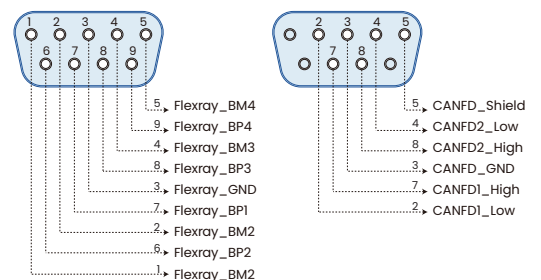 1 2 3 4 5
6 7 8 9
5 Flexray_BM4
9 Flexray_BP4
4 Flexray_BM3
8 Flexray_BP3
3 Flexray_GND
7 Flexray_BP1
2 Flexray_BM2
6 Flexray_BP2
1 Flexray_BM2
2 3 4 5
7 8
5 CANFD_Shield
4 CANFD2_Low
8 CANFD2_High
3 CANFD_GND
7 CANFD1_High
2 CANFD1_Low